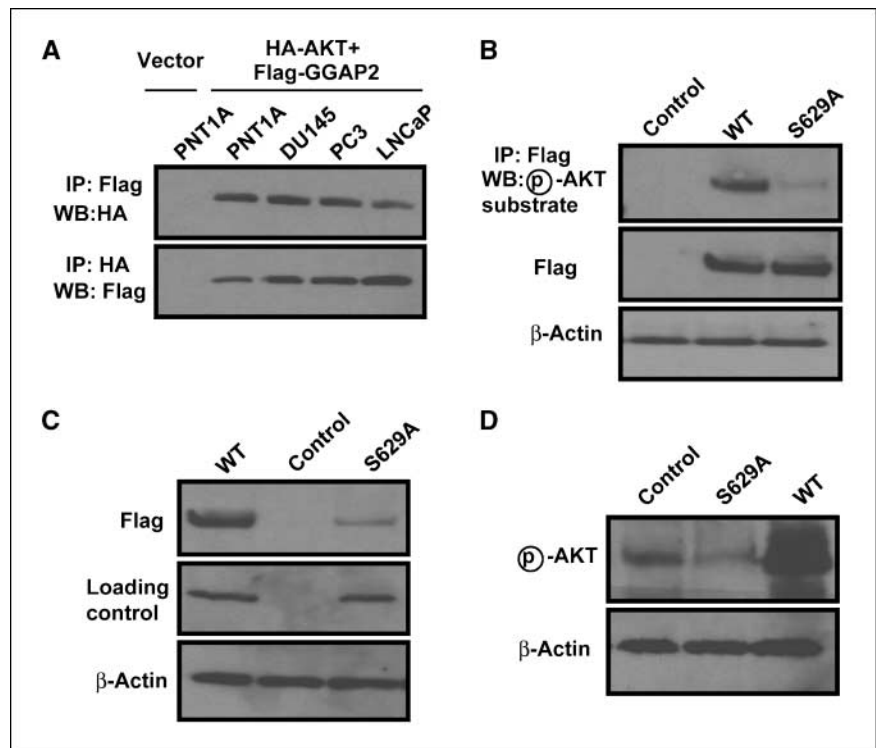 A
Vector
HA-AKT+
Flag-GGAP2
PNT1A
PNT1A
DU145
PC3
LNCaP
IP: Flag
WB:HA
IP: HA
WB: Flag
B
Control
WT
S629A
IP: Flag
WB:ⓟ-AKT
substrate
Flag
β-Actin
C
WT
Control
S629A
Flag
Loading
control
β-Actin
D
Control
S629A
WT
ⓟ-AKT
β-Actin